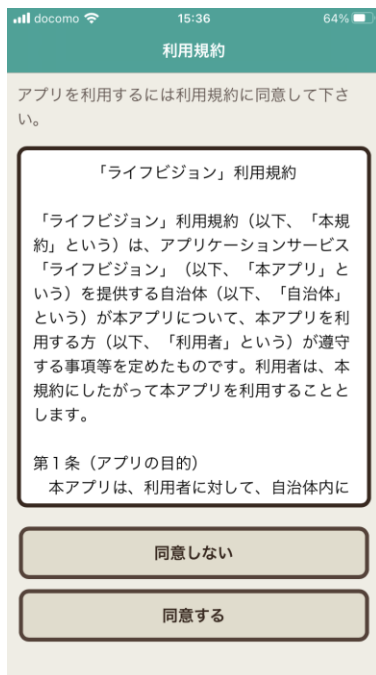 docomo 15:36 64%
利用規約
アプリを利用するには利用規約に同意して下さ
い。
「ライフビジョン」利用規約
「ライフビジョン」利用規約（以下、「本規
約」という）は、アプリケーションサービス
「ライフビジョン」（以下、「本アプリ」と
いう）を提供する自治体（以下、「自治体」
という）が本アプリについて、本アプリを利
用する方（以下、「利用者」という）が遵守
する事項等を定めたものです。利用者は、本
規約にしたがって本アプリを利用することと
します。
第１条（アプリの目的）
本アプリは、利用者に対して、自治体内に
同意しない
同意する